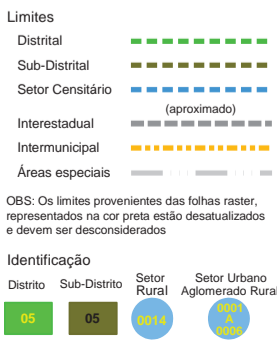 Limites
Distrital
Sub-Distrital
Setor Censitário
(aproximado)
Interestadual
Intermunicipal
Áreas especiais
OBS: Os limites provenientes das folhas raster,
representados na cor preta estão desatualizados
e devem ser desconsiderados
Identificação
Distrito
Sub-Distrito
Setor
Rural
Setor Urbano
Aglomerado Rural
05
05
0014
0001
A
0006